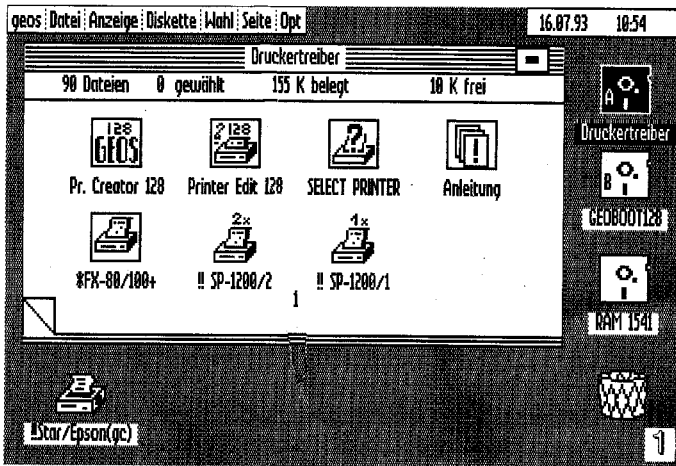 geos Datei Anzeige Diskette Wahl Seite Opt 16.07.93 10:54
Druckertreiber
90 Dateien 0 gewählt 155 K belegt 10 K frei
128 GEOS
? 128
?
!
A
Pr. Creator 128 Printer Edit 128 SELECT PRINTER Anleitung
Druckertreiber
B
2x
1x
GEOBOOT128
*FX-80/100+ !! SP-1200/2 !! SP-1200/1
1
RAM 1541
!!Star/Epson(gc)
1